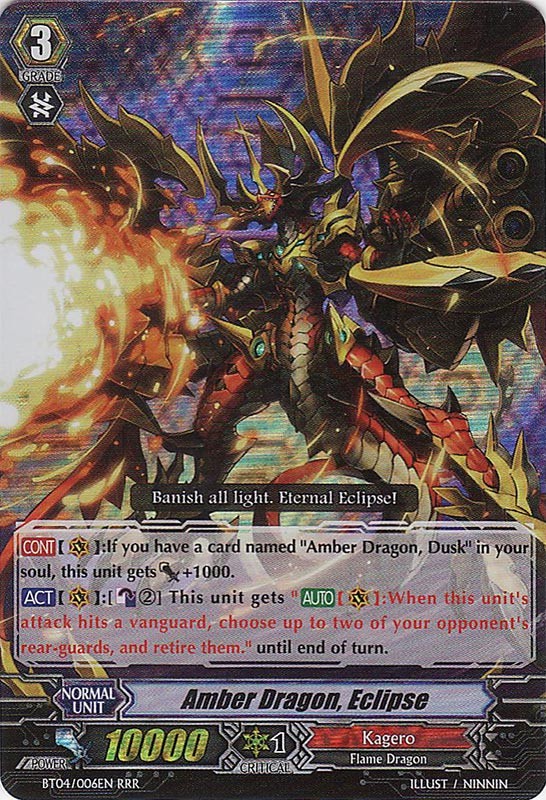 3
GRADE
Banish all light. Eternal Eclipse!
CONT[ ]:If you have a card named "Amber Dragon, Dusk" in your
soul, this unit gets +1000.
ACT[ ]:[ ②] This unit gets "AUTO[ ]:When this unit's
attack hits a vanguard, choose up to two of your opponent's
rear-guards, and retire them." until end of turn.
NORMAL
UNIT
Amber Dragon, Eclipse
POWER
10000
1
CRITICAL
Kagero
Flame Dragon
BT04/006EN RRR
ILLUST / NINNIN